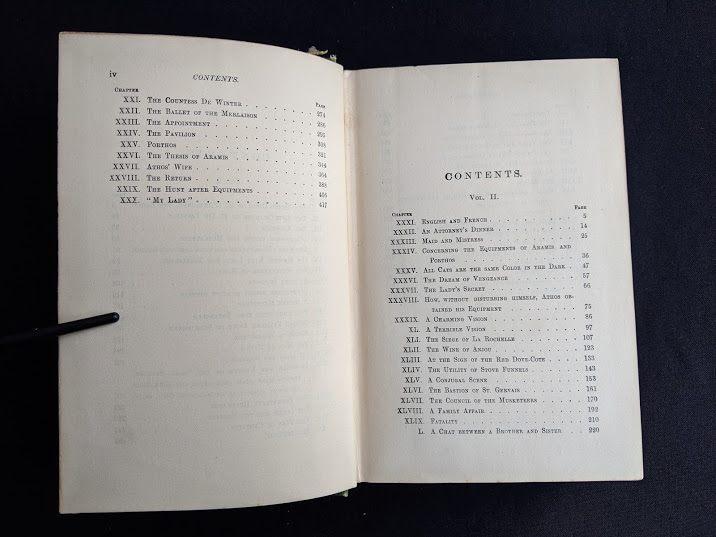 iv
CONTENTS.
CHAPTER PAGE
XXI. THE COUNTESS DE WINTER
XXII. THE BALLET OF THE MERLAISON 274
XXIII. THE APPOINTMENT 286
XXIV. THE PAVILION 295
XXV. PORTHOS 308
XXVI. THE THESIS OF ARAMIS 321
XXVII. ATHOS' WIFE 344
XXVIII. THE RETURN 364
XXIX. THE HUNT AFTER EQUIPMENTS 388
XXX. "MY LADY" 406
417
CONTENTS.
VOL. II.
CHAPTER PAGE
XXXI. ENGLISH AND FRENCH 5
XXXII. AN ATTORNEY'S DINNER 14
XXXIII. MAID AND MISTRESS 25
XXXIV. CONCERNING THE EQUIPMENTS OF ARAMIS AND
PORTHOS 36
XXXV. ALL CATS ARE THE SAME COLOR IN THE DARK 47
XXXVI. THE DREAM OF VENGEANCE 57
XXXVII. THE LADY'S SECRET 66
XXXVIII. HOW, WITHOUT DISTURBING HIMSELF, ATHOS OB-
TAINED HIS EQUIPMENT 75
XXXIX. A CHARMING VISION 86
XL. A TERRIBLE VISION 97
XLI. THE SIEGE OF LA ROCHELLE 107
XLII. THE WINE OF ANJOU 123
XLIII. AT THE SIGN OF THE RED DOVE-COTE 133
XLIV. THE UTILITY OF STOVE FUNNELS 143
XLV. A CONJUGAL SCENE 153
XLVI. THE BASTION OF ST. GERVAIS 161
XLVII. THE COUNCIL OF THE MUSKETEERS 170
XLVIII. A FAMILY AFFAIR 192
XLIX. FATALITY 210
L. A CHAT BETWEEN A BROTHER AND SISTER 220